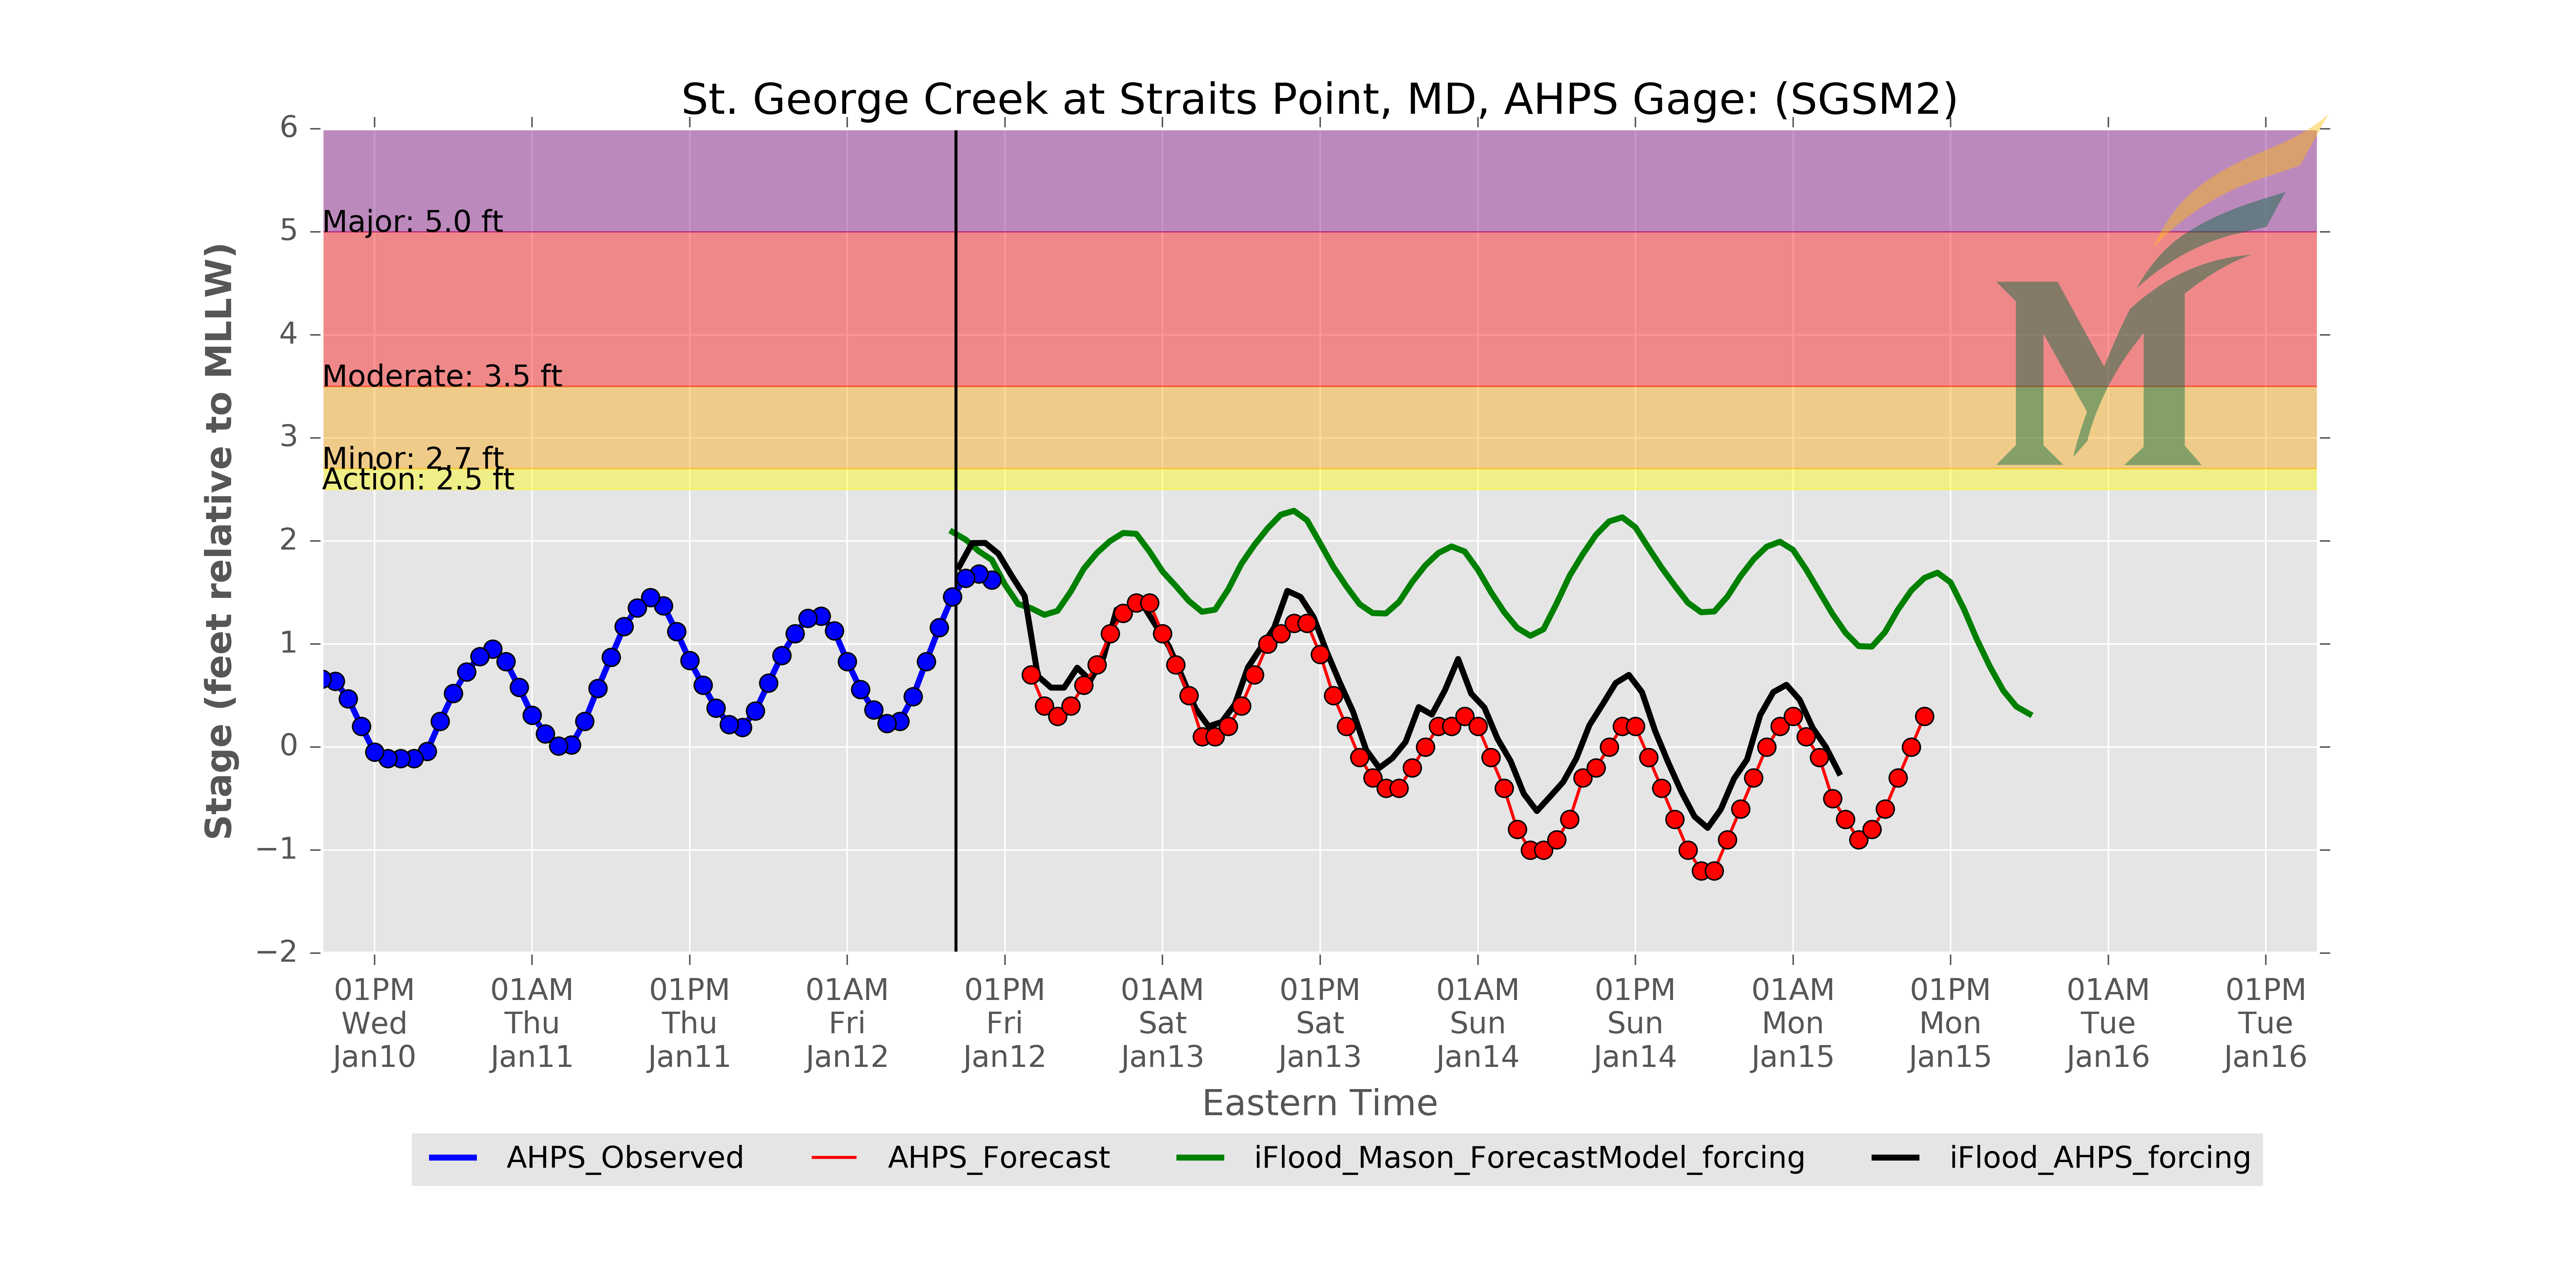 St. George Creek at Straits Point, MD, AHPS Gage: (SGSM2)
Stage (feet relative to MLLW)
6
5
4
3
2
1
0
−1
−2
Major: 5.0 ft
Moderate: 3.5 ft
Minor: 2.7 ft
Action: 2.5 ft
M
01PM 01AM 01PM 01AM 01PM 01AM 01PM 01AM 01PM 01AM 01PM 01AM 01PM
Wed Thu Thu Fri Fri Sat Sat Sun Sun Mon Mon Tue Tue
Jan10 Jan11 Jan11 Jan12 Jan12 Jan13 Jan13 Jan14 Jan14 Jan15 Jan15 Jan16 Jan16
Eastern Time
AHPS_Observed AHPS_Forecast iFlood_Mason_ForecastModel_forcing iFlood_AHPS_forcing